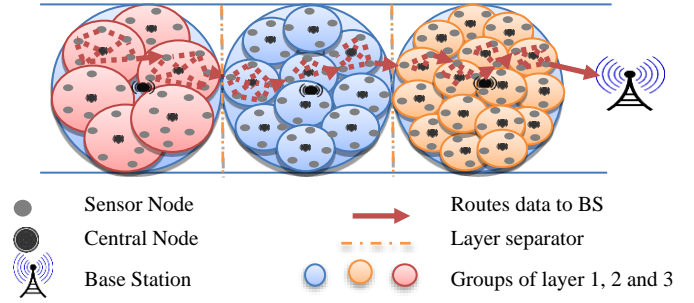 Sensor Node
Routes data to BS
Central Node
Layer separator
Base Station
Groups of layer 1, 2 and 3